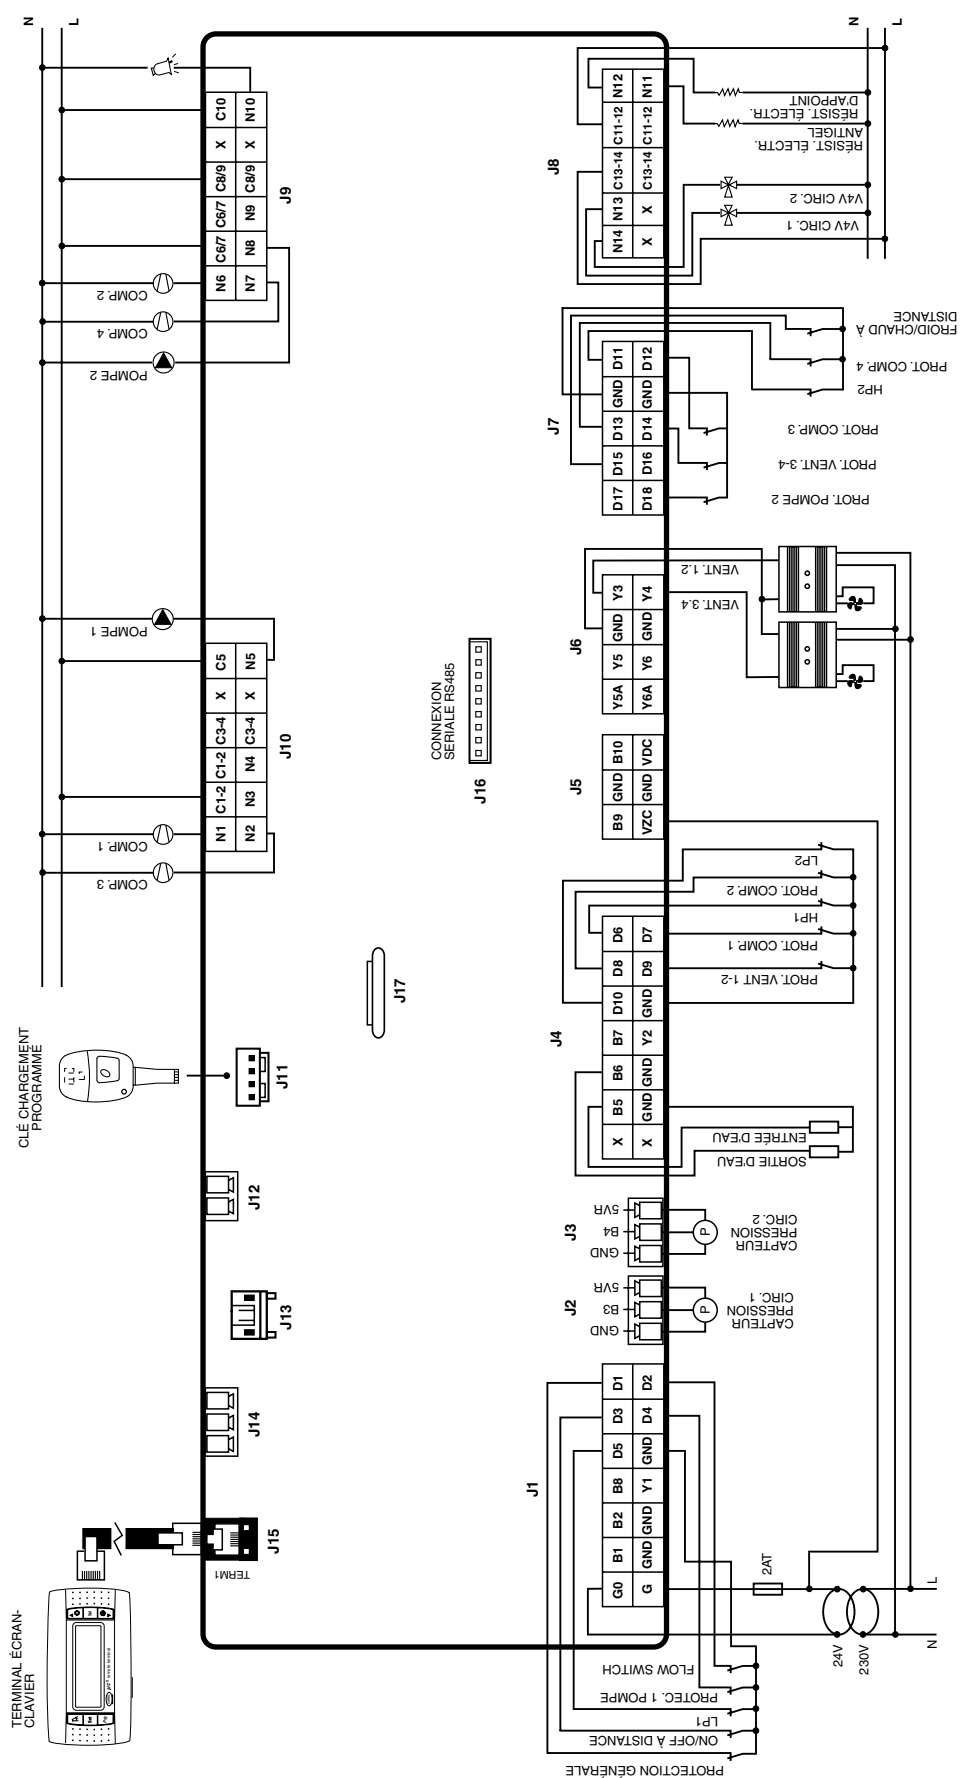 N
L
N
L
C10
X
C8/9
C6/7
C6/7
N6
N10
X
C8/9
N9
N8
N7
J9
COMP. 2
COMP. 4
POMPE 2
POMPE 1
C5
X
C3-4
C1-2
C1-2
N1
N5
X
C3-4
N4
N3
N2
J10
COMP. 1
COMP. 3
N12
C11-12
C13-14
N13
N14
N11
C11-12
C13-14
X
X
J8
RÉSIST. ÉLECTR.
D'APPOINT
RÉSIST. ÉLECTR.
ANTIGEL
V4V CIRC. 2
V4V CIRC. 1
D11
GND
D13
D15
D17
D12
GND
D14
D16
D18
J7
FROID/CHAUD À
DISTANCE
PROT. COMP. 4
HP2
PROT. COMP. 3
PROT. VENT. 3-4
PROT. POMPE 2
Y3
GND
Y5
Y5A
Y4
GND
Y6
Y6A
J6
VENT. 1.2
VENT. 3.4
CONNEXION
SERIALE RS485
J16
B10
GND
B9
VDC
GND
VZC
J5
LP2
PROT. COMP. 2
HP1
PROT. COMP. 1
PROT. VENT 1-2
D6
D8
D10
B7
B6
B5
X
D7
D9
GND
Y2
GND
GND
X
J4
ENTRÉE D'EAU
SORTIE D'EAU
J17
CLÉ CHARGEMENT
PROGRAMMÉ
J11
J12
J13
J14
J15
TERM1
TERMINAL ÉCRAN-
CLAVIER
5VR
B4
GND
J3
CAPTEUR
PRESSION
CIRC. 2
P
5VR
B3
GND
J2
CAPTEUR
PRESSION
CIRC. 1
P
D1
D3
D5
B8
B2
B1
G0
D2
D4
GND
Y1
GND
GND
G
J1
2AT
24V
230V
L
N
FLOW SWITCH
PROTEC. 1 POMPE
LP1
ON/OFF À DISTANCE
PROTECTION GÉNÉRALE